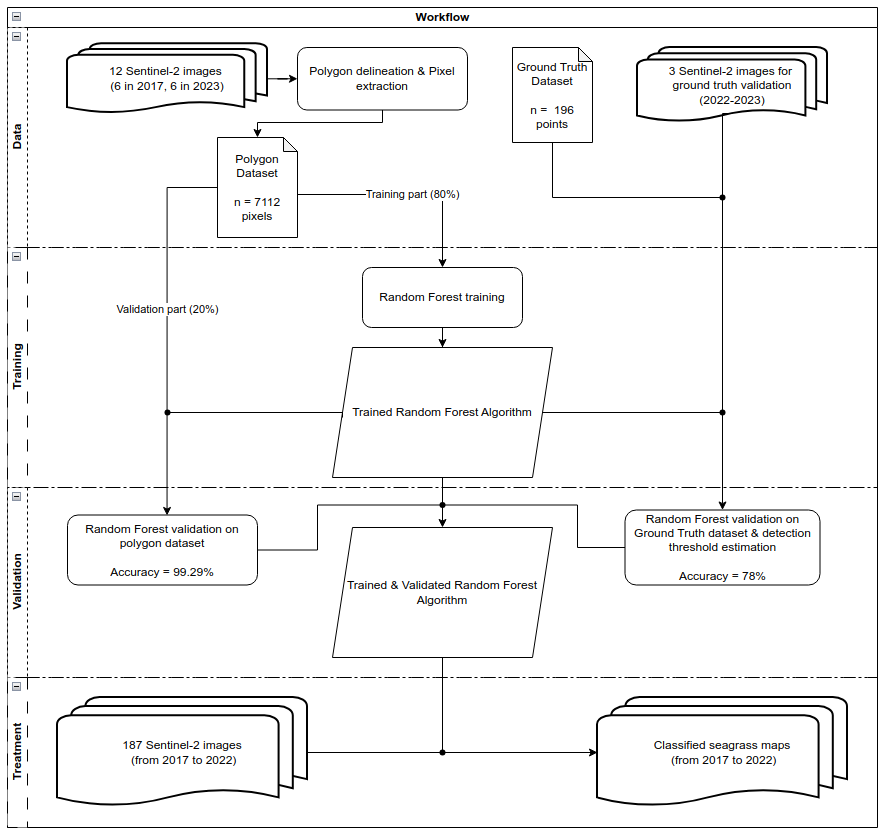 Workflow
Data
12 Sentinel-2 images
(6 in 2017, 6 in 2023)
Polygon delineation & Pixel
extraction
Ground Truth
Dataset
n =  196
points
3 Sentinel-2 images for
ground truth validation
(2022-2023)
Polygon
Dataset
n = 7112
pixels
Training part (80%)
Training
Validation part (20%)
Random Forest training
Trained Random Forest Algorithm
Validation
Random Forest validation on
polygon dataset
Accuracy = 99.29%
Trained & Validated Random Forest
Algorithm
Random Forest validation on
Ground Truth dataset & detection
threshold estimation
Accuracy = 78%
Treatment
187 Sentinel-2 images
(from 2017 to 2022)
Classified seagrass maps
(from 2017 to 2022)